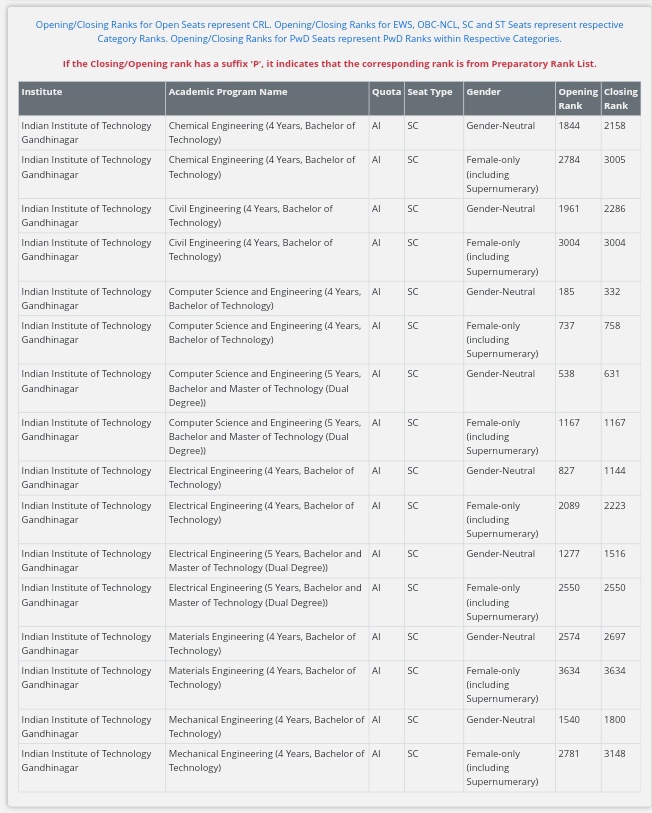 Opening/Closing Ranks for Open Seats represent CRL. Opening/Closing Ranks for EWS, OBC-NCL, SC and ST Seats represent respective
Category Ranks. Opening/Closing Ranks for PwD Seats represent PwD Ranks within Respective Categories.
If the Closing/Opening rank has a suffix 'P', it indicates that the corresponding rank is from Preparatory Rank List.
Institute Academic Program Name Quota Seat Type Gender Opening Closing
Rank Rank
Indian Institute of Technology Chemical Engineering (4 Years, Bachelor of AI SC Gender-Neutral 1844 2158
Gandhinagar Technology)
Indian Institute of Technology Chemical Engineering (4 Years, Bachelor of AI SC Female-only 2784 3005
Gandhinagar Technology) (including
Supernumerary)
Indian Institute of Technology Civil Engineering (4 Years, Bachelor of AI SC Gender-Neutral 1961 2286
Gandhinagar Technology)
Indian Institute of Technology Civil Engineering (4 Years, Bachelor of AI SC Female-only 3004 3004
Gandhinagar Technology) (including
Supernumerary)
Indian Institute of Technology Computer Science and Engineering (4 Years, AI SC Gender-Neutral 185 332
Gandhinagar Bachelor of Technology)
Indian Institute of Technology Computer Science and Engineering (4 Years, AI SC Female-only 737 758
Gandhinagar Bachelor of Technology) (including
Supernumerary)
Indian Institute of Technology Computer Science and Engineering (5 Years, AI SC Gender-Neutral 538 631
Gandhinagar Bachelor and Master of Technology (Dual
Degree))
Indian Institute of Technology Computer Science and Engineering (5 Years, AI SC Female-only 1167 1167
Gandhinagar Bachelor and Master of Technology (Dual (including
Degree)) Supernumerary)
Indian Institute of Technology Electrical Engineering (4 Years, Bachelor of AI SC Gender-Neutral 827 1144
Gandhinagar Technology)
Indian Institute of Technology Electrical Engineering (4 Years, Bachelor of AI SC Female-only 2089 2223
Gandhinagar Technology) (including
Supernumerary)
Indian Institute of Technology Electrical Engineering (5 Years, Bachelor and AI SC Gender-Neutral 1277 1516
Gandhinagar Master of Technology (Dual Degree))
Indian Institute of Technology Electrical Engineering (5 Years, Bachelor and AI SC Female-only 2550 2550
Gandhinagar Master of Technology (Dual Degree)) (including
Supernumerary)
Indian Institute of Technology Materials Engineering (4 Years, Bachelor of AI SC Gender-Neutral 2574 2697
Gandhinagar Technology)
Indian Institute of Technology Materials Engineering (4 Years, Bachelor of AI SC Female-only 3634 3634
Gandhinagar Technology) (including
Supernumerary)
Indian Institute of Technology Mechanical Engineering (4 Years, Bachelor of AI SC Gender-Neutral 1540 1800
Gandhinagar Technology)
Indian Institute of Technology Mechanical Engineering (4 Years, Bachelor of AI SC Female-only 2781 3148
Gandhinagar Technology) (including
Supernumerary)